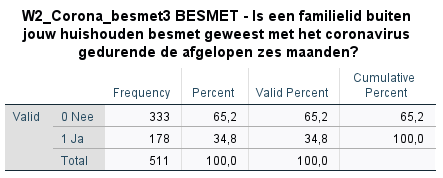 W2_Corona_besmet3 BESMET - Is een familielid buiten
jouw huishouden besmet geweest met het coronavirus
gedurende de afgelopen zes maanden?
Frequency Percent Valid Percent Cumulative Percent
Valid 0 Nee 333 65,2 65,2 65,2
1 Ja 178 34,8 34,8 100,0
Total 511 100,0 100,0